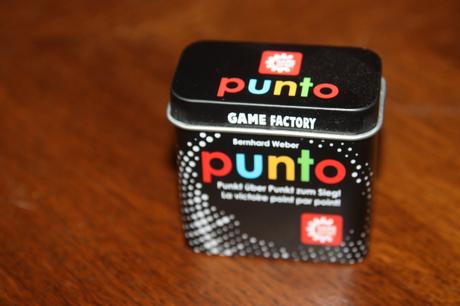 punto
GAME FACTORY
Bernhard Weber
punto
Punkt über Punkt zum Sieg!
La victoire point par point!